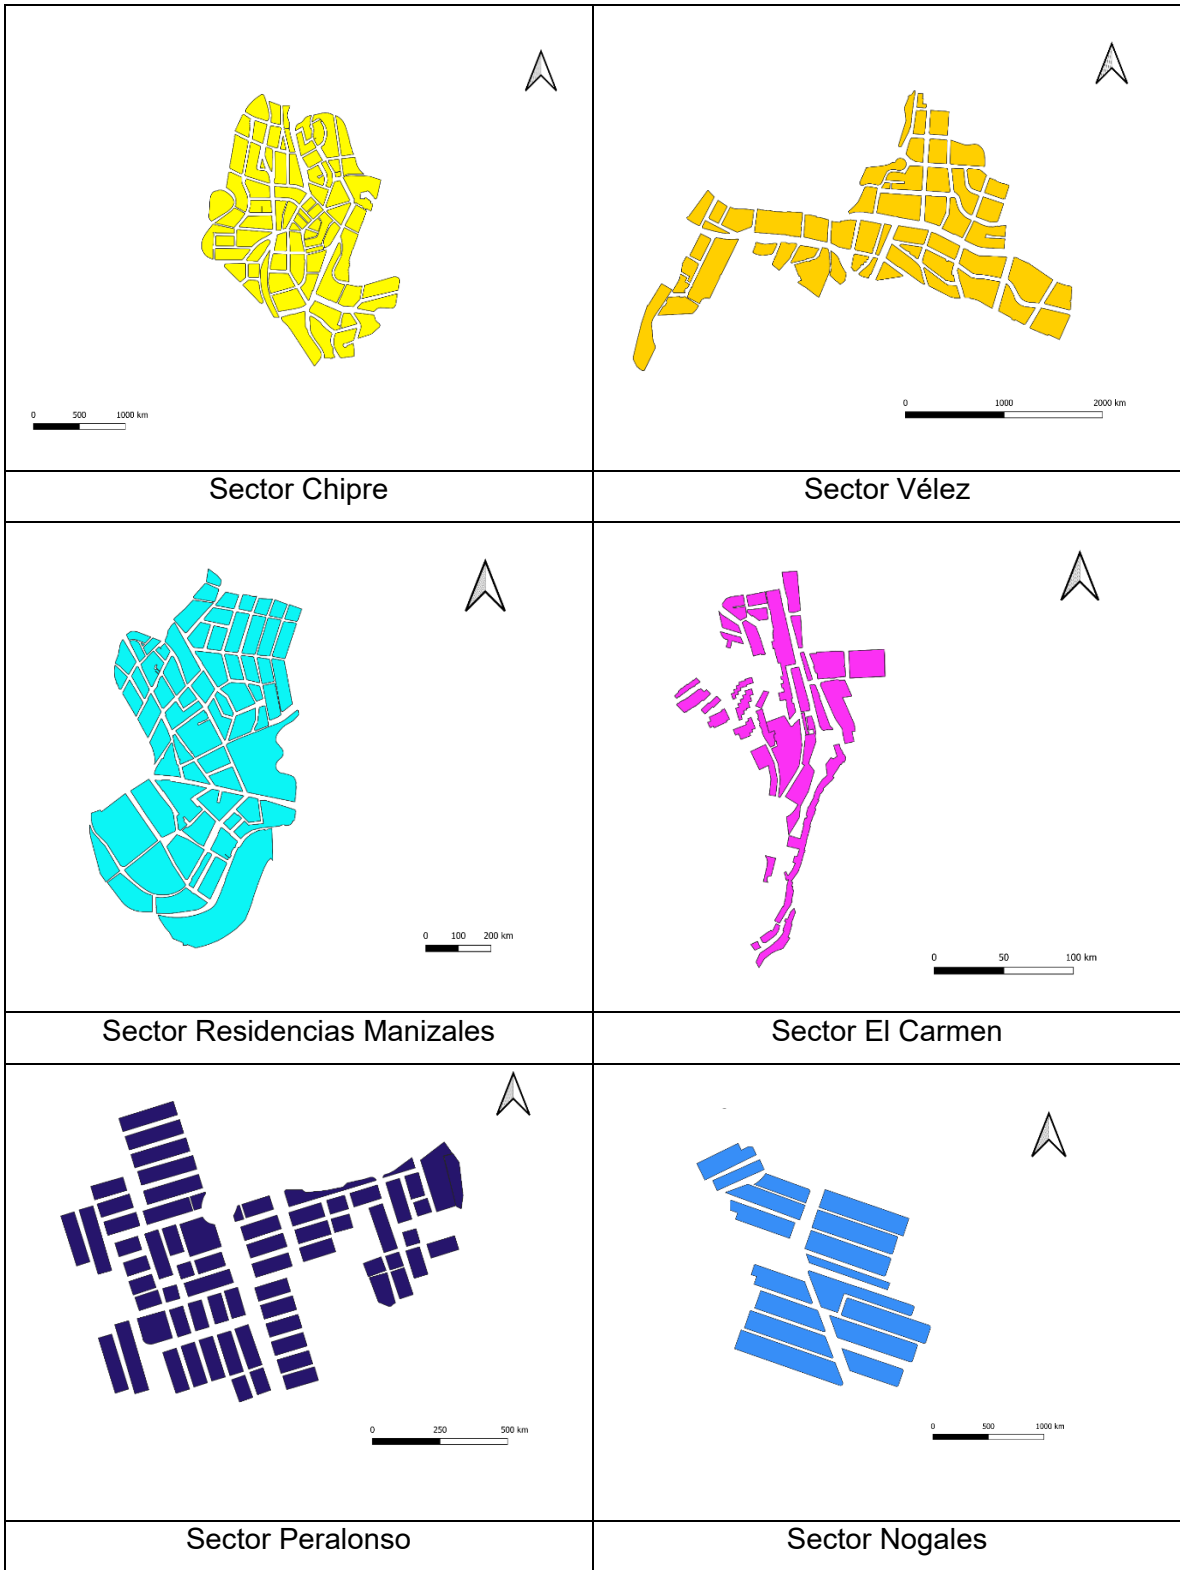 0 500 1000 km
0 1000 2000 km
Sector Chipre
Sector Vélez
0 100 200 km
0 50 100 km
Sector Residencias Manizales
Sector El Carmen
0 250 500 km
0 500 1000 km
Sector Peralonso
Sector Nogales